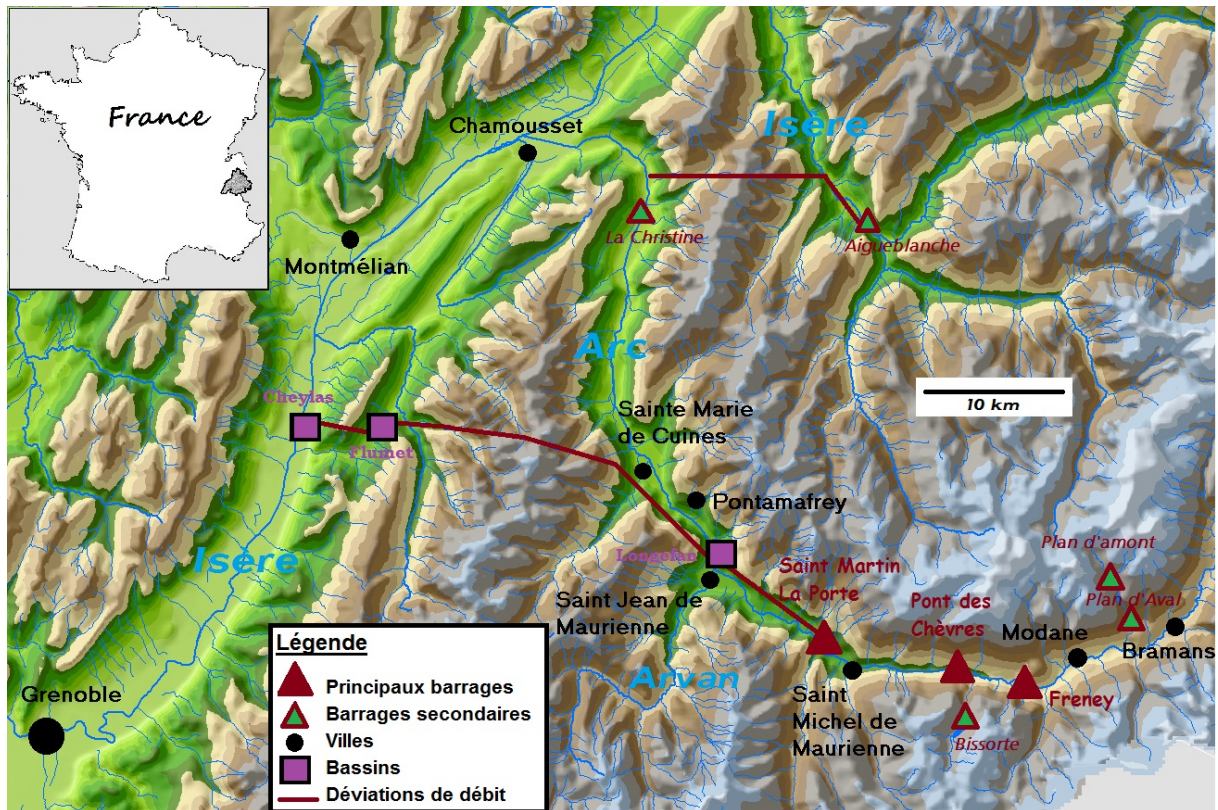 France
Chamousset
Isère
Montmélian
La Christine
Aigueblanche
Arc
10 km
Cheylas
Flumet
Sainte Marie
de Cuines
Pontamafrey
Isère
Longefan
Saint Martin
La Porte
Plan d'amont
Saint Jean de
Maurienne
Pont des
Chèvres
Plan d'Aval
Modane
Bramans
Arvan
Grenoble
Saint
Michel de
Maurienne
Freney
Bissorte
Légende
Principaux barrages
Barrages secondaires
Villes
Bassins
Déviations de débit